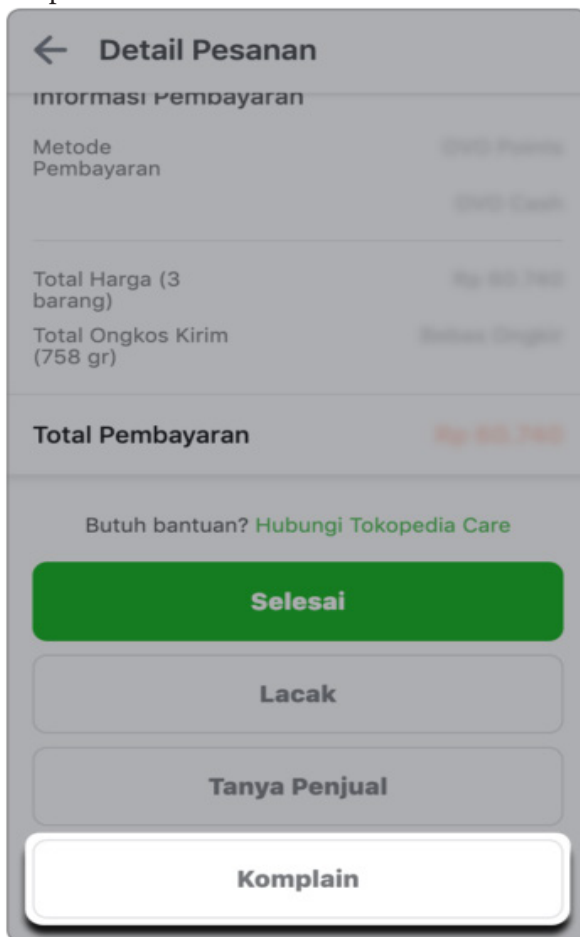 ← Detail Pesanan
Informasi Pembayaran
Metode
Pembayaran
Total Harga (3
barang)
Total Ongkos Kirim
(758 gr)
Total Pembayaran
Butuh bantuan? Hubungi Tokopedia Care
Selesai
Lacak
Tanya Penjual
Komplain